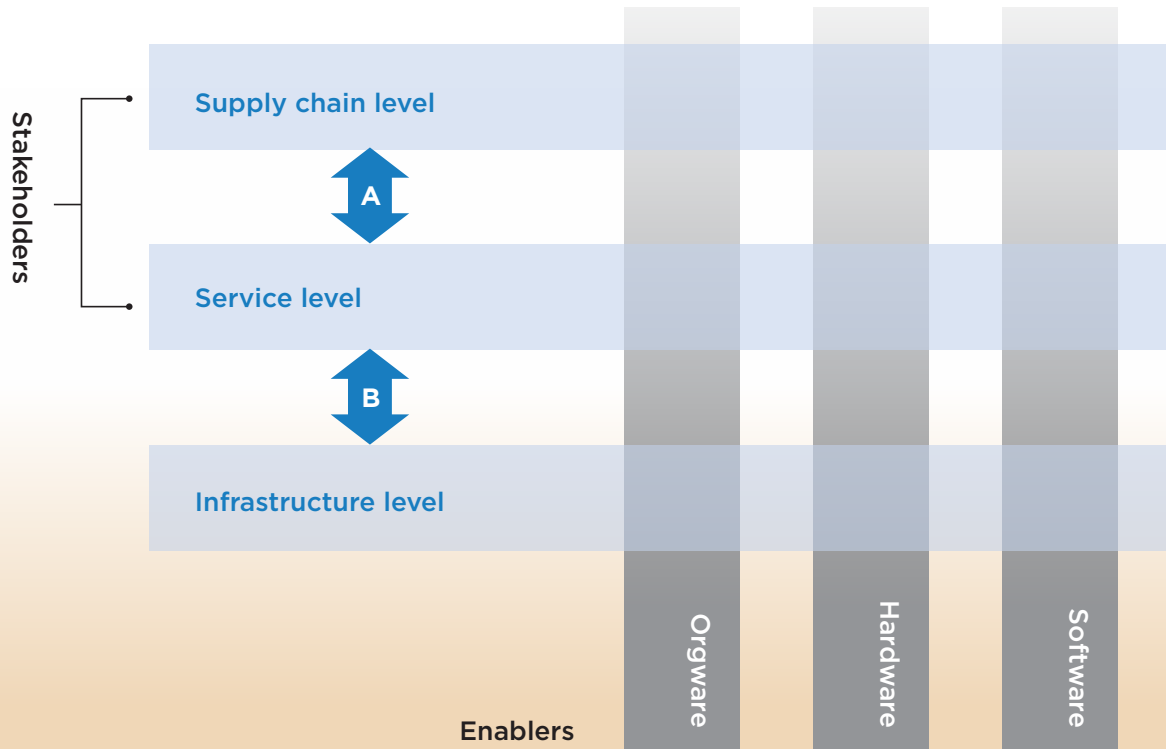 Stakeholders
Supply chain level
A
Service level
B
Infrastructure level
Orgware
Hardware
Software
Enablers